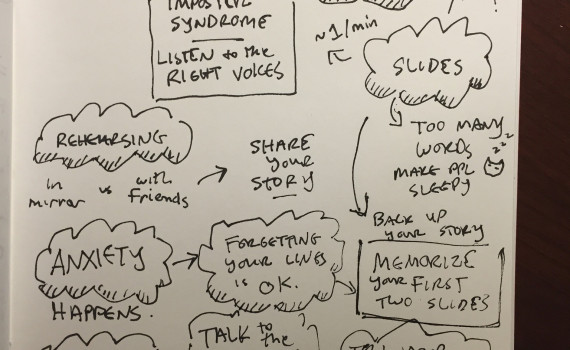 IMPOSTER
SYNDROME
LISTEN to the
RIGHT VOICES
~1/min
SLIDES
TOO MANY
WORDS
MAKE PPL
SLEEPY
zzz
REHEARSING
in
mirror
vs
with
friends
SHARE
your
STORY
BACK UP
your STORY
ANXIETY
HAPPENS.
FORGETTING
your LINES
is OK.
MEMORIZE
your FIRST
TWO SLIDES
TALK to
the